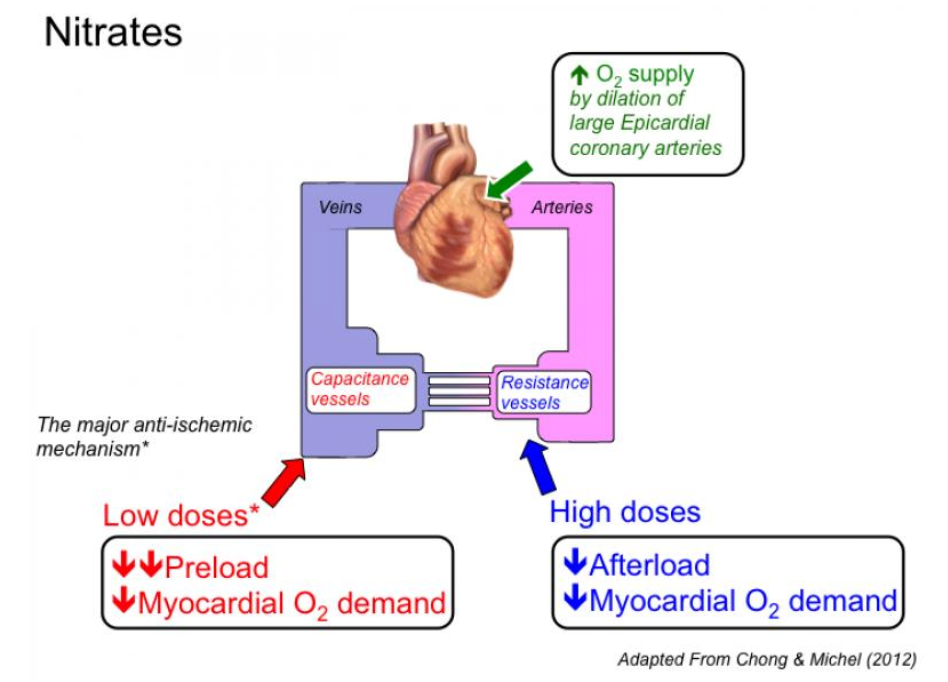 Nitrates
🡹 O₂ supply
by dilation of
large Epicardial
coronary arteries
Veins
Arteries
Capacitance
vessels
Resistance
vessels
The major anti-ischemic
mechanism*
Low doses*
🡻🡻Preload
🡻Myocardial O₂ demand
High doses
🡻Afterload
🡻Myocardial O₂ demand
Adapted From Chong & Michel (2012)